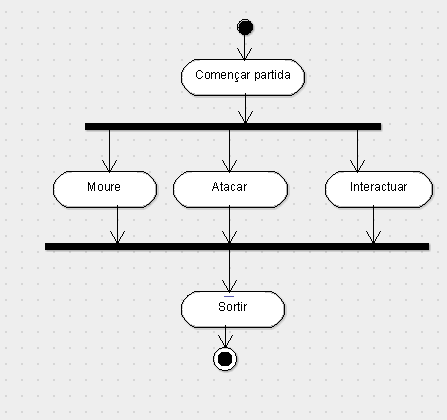 Començar partida
Moure
Atacar
Interactuar
Sortir